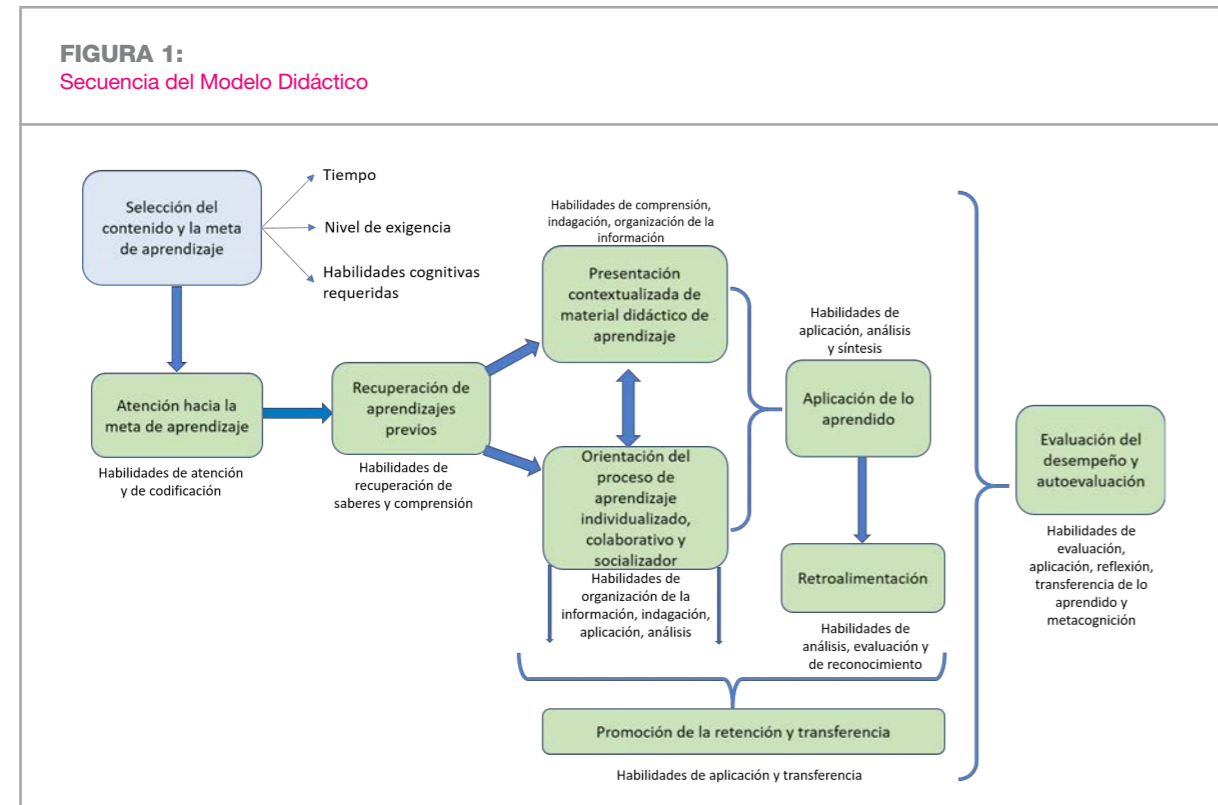 FIGURA 1:
Secuencia del Modelo Didáctico
Selección del
contenido y la meta
de aprendizaje
Tiempo
Nivel de exigencia
Habilidades cognitivas
requeridas
Atención hacia la
meta de aprendizaje
Habilidades de atención
y de codificación
Recuperación de
aprendizajes
previos
Habilidades de
recuperación de
saberes y comprensión
Habilidades de comprensión,
indagación, organización de la
información
Presentación
contextualizada de
material didáctico de
aprendizaje
Orientación del
proceso de
aprendizaje
individualizado,
colaborativo y
socializador
Habilidades de
organización de la
información, indagación,
aplicación, análisis
Habilidades de
aplicación, análisis
y síntesis
Aplicación de lo
aprendido
Retroalimentación
Habilidades de
análisis, evaluación y
de reconocimiento
Promoción de la retención y transferencia
Habilidades de aplicación y transferencia
Evaluación del
desempeño y
autoevaluación
Habilidades de
evaluación,
aplicación, reflexión,
transferencia de lo
aprendido y
metacognición